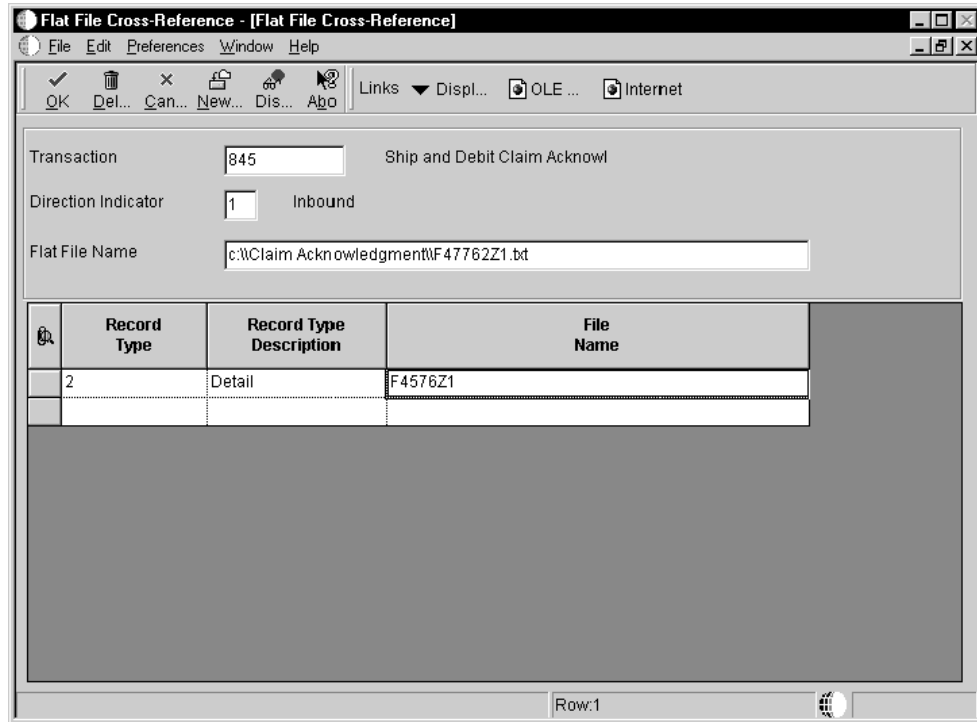 Flat File Cross-Reference - [Flat File Cross-Reference]
File Edit Preferences Window Help
OK Del... Can... New... Dis... Abo Links Displ... OLE ... Internet
Transaction 845 Ship and Debit Claim Acknowl
Direction Indicator 1 Inbound
Flat File Name c:\\Claim Acknowledgment\\F47762Z1.txt
Record Type Record Type Description File Name
2 Detail F4576Z1
Row:1